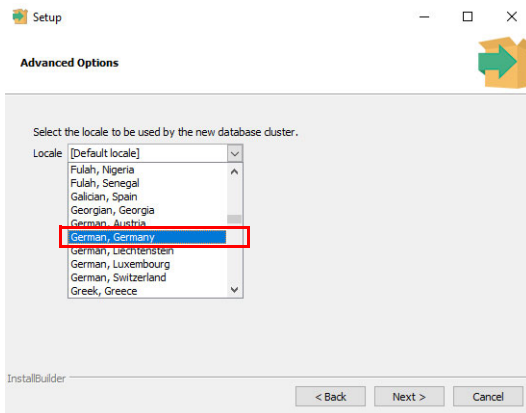 Setup
Advanced Options
Select the locale to be used by the new database cluster.
Locale [Default locale]
Fulah, Nigeria
Fulah, Senegal
Galician, Spain
Georgian, Georgia
German, Austria
German, Germany
German, Liechtenstein
German, Luxembourg
German, Switzerland
Greek, Greece
InstallBuilder
< Back Next > Cancel